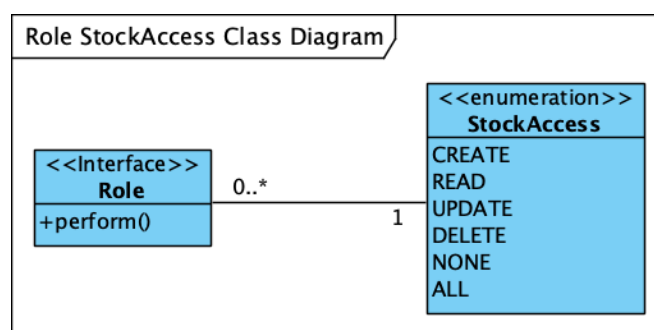 Role StockAccess Class Diagram
<<enumeration>>
StockAccess
CREATE
READ
UPDATE
DELETE
NONE
ALL
<<Interface>>
Role
+perform()
0..*
1